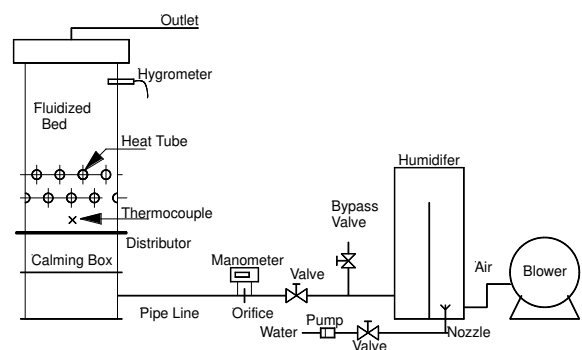 Outlet
Hygrometer
Fluidized
Bed
Heat Tube
Humidifer
Thermocouple
Bypass
Valve
Distributor
Calming Box
Manometer
Valve
Air
Blower
Pipe Line
Orifice
Water
Pump
Nozzle
Valve